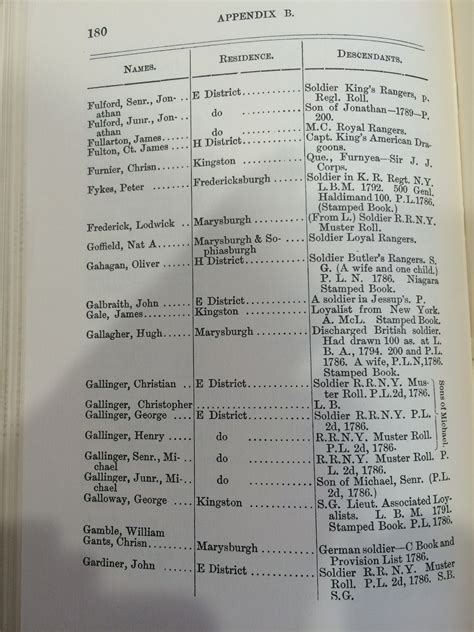 180
APPENDIX B.
NAMES. RESIDENCE. DESCENDANTS.
Fulford, Senr., Jon- .. E District.......... Soldier King's Rangers, p.
athan Regl. Roll.
Fulford, Junr., Jon- .. do .......... Son of Jonathan—1789—P.
athan 200.
Fullarton, James...... do .......... M.C. Royal Rangers.
Fulton, Ct. James .... H District.......... Capt. King's American Dra-
goons.
Furnier, Chrisn....... Kingston .......... Que., Furnyea—Sir J. J.
Corps.
Fykes, Peter ........ Fredericksburgh ........ Soldier in K. R. Regt. N.Y.
L.B.M. 1792. 500 Genl.
Haldimand 100. P.L.1786,
(Stamped Book.)
Frederick, Lodwick .. Marysburgh .......... (From L.) Soldier R.R.N.Y.
Muster Roll.
Goffield, Nat A....... Marysburgh & So- Soldier Loyal Rangers.
phiasburgh
Gahagan, Oliver ...... H District.......... Soldier Butler's Rangers. S.
G. (A wife and one child.)
P. L. N. 1786. Niagara
Stamped Book.
Galbraith, John ...... E District.......... A soldier in Jessup's. P.
Gale, James.......... Kingston .......... Loyalist from New York.
A. McL. Stamped Book.
Gallagher, Hugh...... Marysburgh .......... Discharged British soldier.
Had drawn 100 as. at L.
B. A., 1794. 200 and P.L.
1786. A wife, P.L.N,1786.
Stamped Book.
Gallinger, Christian .. E District.......... Soldier R.R.N.Y. Mus-
ter Roll. P.L.2d, 1786.
Gallinger, Christopher .......... L. B.
Gallinger, George .... E District.......... Soldier R.R.N.Y. P.L.
2d, 1786.
Gallinger, Henry .... do .......... R.R.N.Y. Muster Roll.
P.L. 2d, 1786.
Sons of Michael.
Gallinger, Senr., Mi- do .......... R.R.N.Y. Muster Roll. P.
chael L. 2d, 1786.
Gallinger, Junr., Mi- do .......... Son of Michael, Senr. (P.L.
chael 2d, 1786.)
Galloway, George .... Kingston .......... S.G. Lieut. Associated Loy-
alists. L. B. M. 1791.
Stamped Book. P.L. 1786.
Gamble, William
Gants, Chrisn........ Marysburgh .......... German soldier—C Book and
Provision List 1786.
Gardiner, John ...... E District .......... Soldier R.R.N.Y. Muster
Roll. P.L. 2d, 1786. S.B.
S.G.